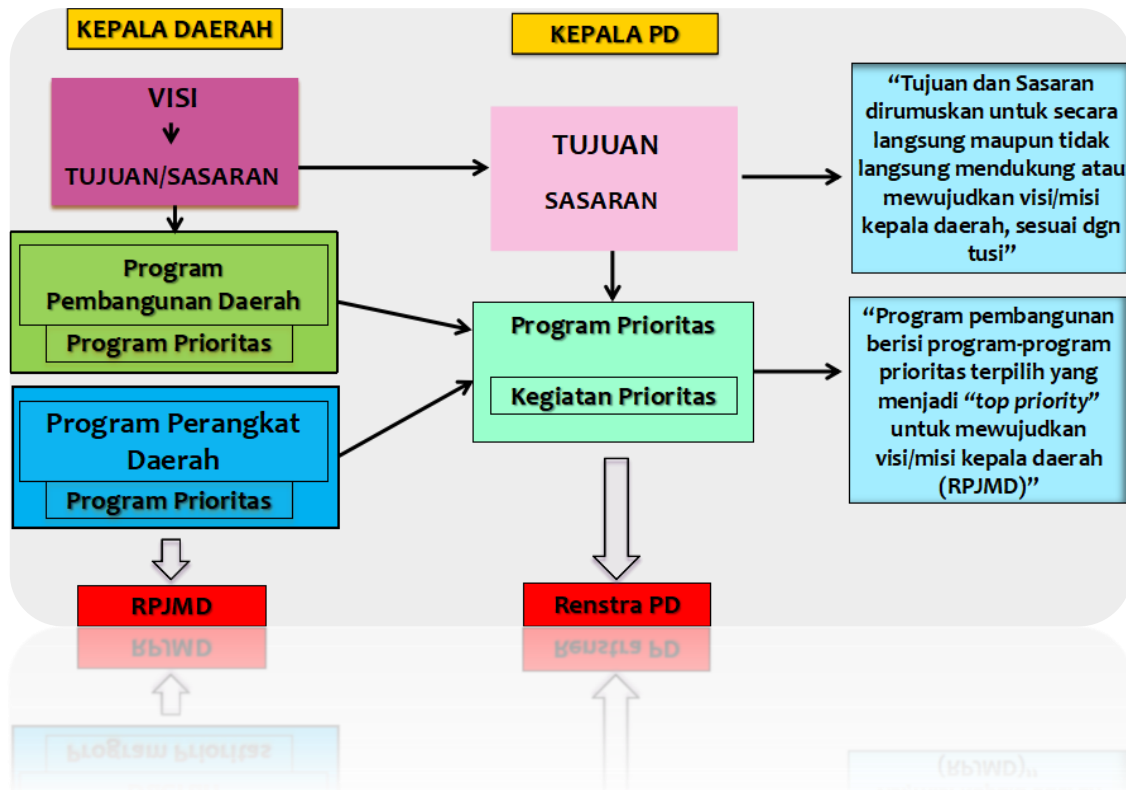 KEPALA DAERAH
VISI
TUJUAN/SASARAN
Program
Pembangunan Daerah
Program Prioritas
Program Perangkat
Daerah
Program Prioritas
RPJMD
KEPALA PD
TUJUAN
SASARAN
Program Prioritas
Kegiatan Prioritas
Renstra PD
“Tujuan dan Sasaran
dirumuskan untuk secara
langsung maupun tidak
langsung mendukung atau
mewujudkan visi/misi
kepala daerah, sesuai dgn
tusi”
“Program pembangunan
berisi program-program
prioritas terpilih yang
menjadi “top priority”
untuk mewujudkan
visi/misi kepala daerah
(RPJMD)”